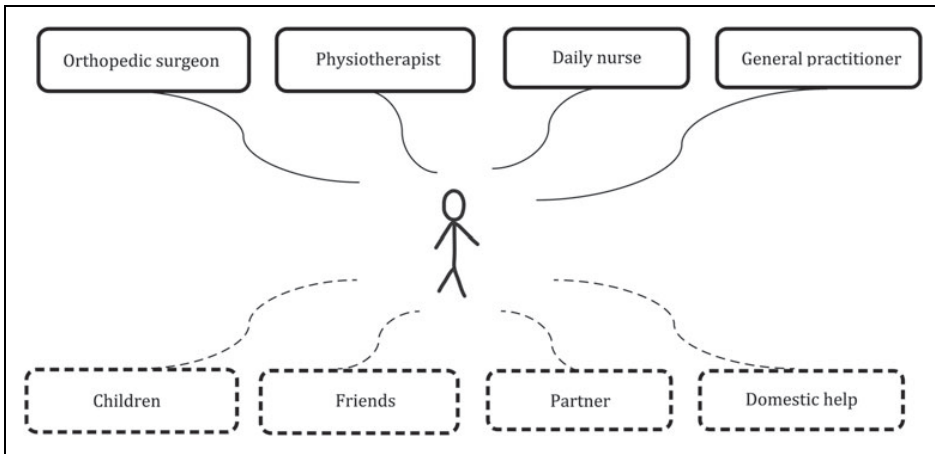 Orthopedic surgeon
Physiotherapist
Daily nurse
General practitioner
Children
Friends
Partner
Domestic help